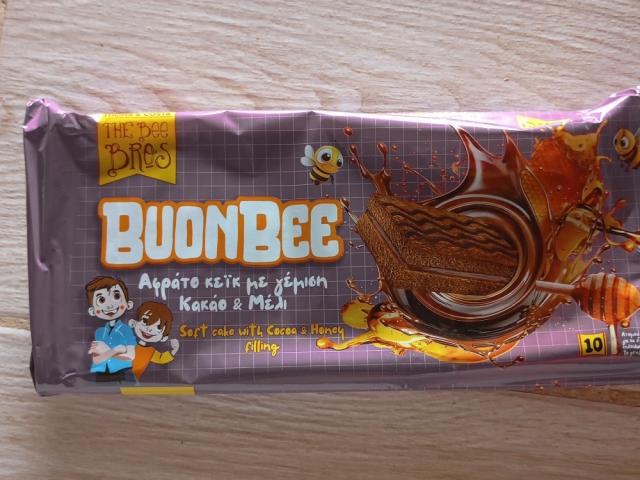 THE BEE
BROS
BUONBEE
Αφράτο κέϊκ με γέμιση
Κακάο & Μέλι
Soft cake with Cocoa & Honey
filling
10